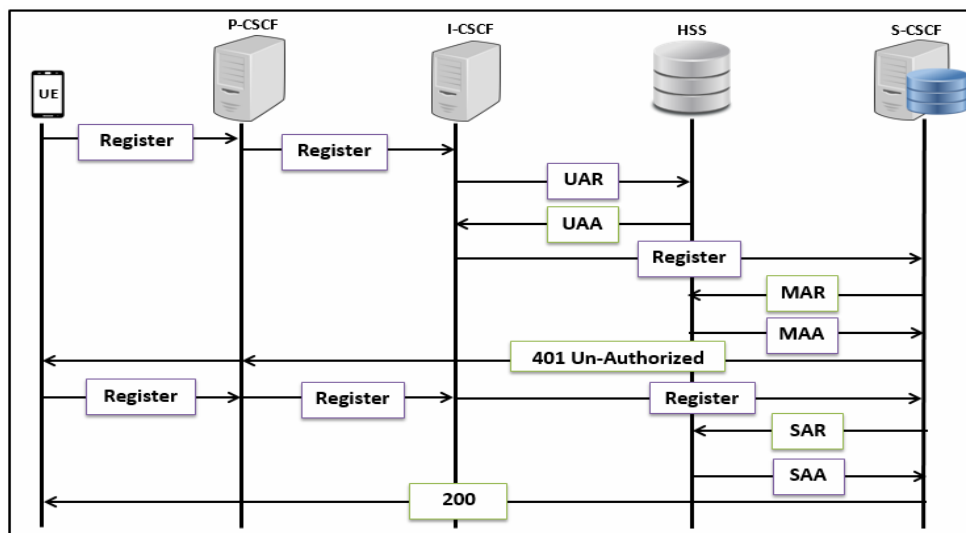 P-CSCF
I-CSCF
HSS
S-CSCF
UE
Register
Register
UAR
UAA
Register
MAR
MAA
401 Un-Authorized
Register
Register
Register
SAR
SAA
200